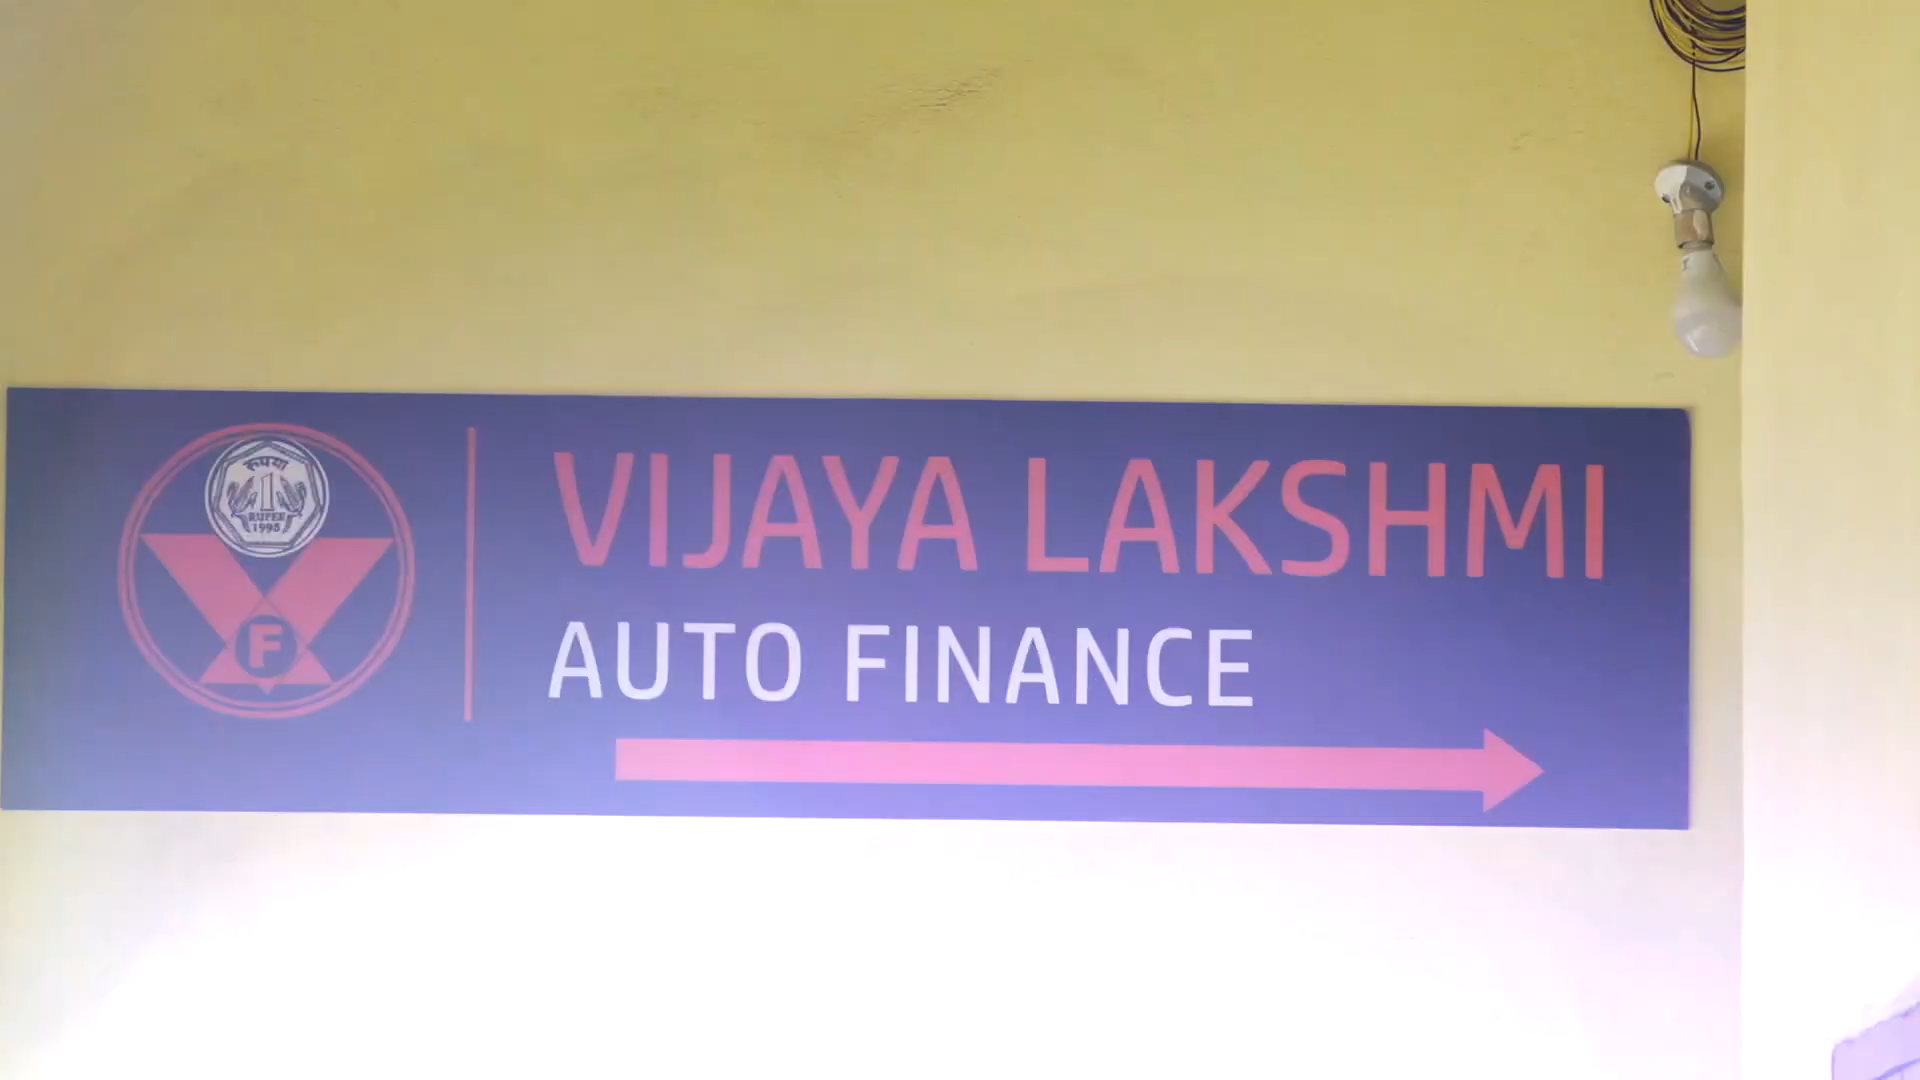 रुपया
1
RUPEE
1995
F
VIJAYA LAKSHMI
AUTO FINANCE